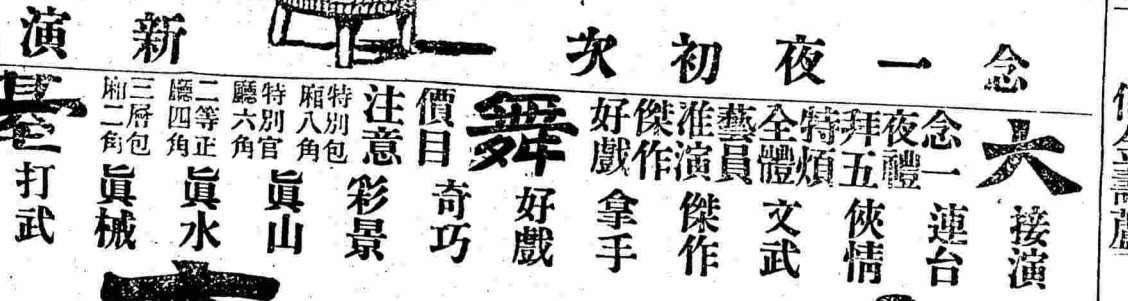 念一夜初次新演
六
念一
夜禮
拜五
特煩
全體
藝員
准演
傑作
好戲
舞
價目
注意
特別包
廂八角
特別官
廳六角
二等正
廳四角
三層包
廂二角
臺
接演
連台
俠情
文武
傑作
拿手
好戲
奇巧
彩景
眞山
眞水
眞械
打武